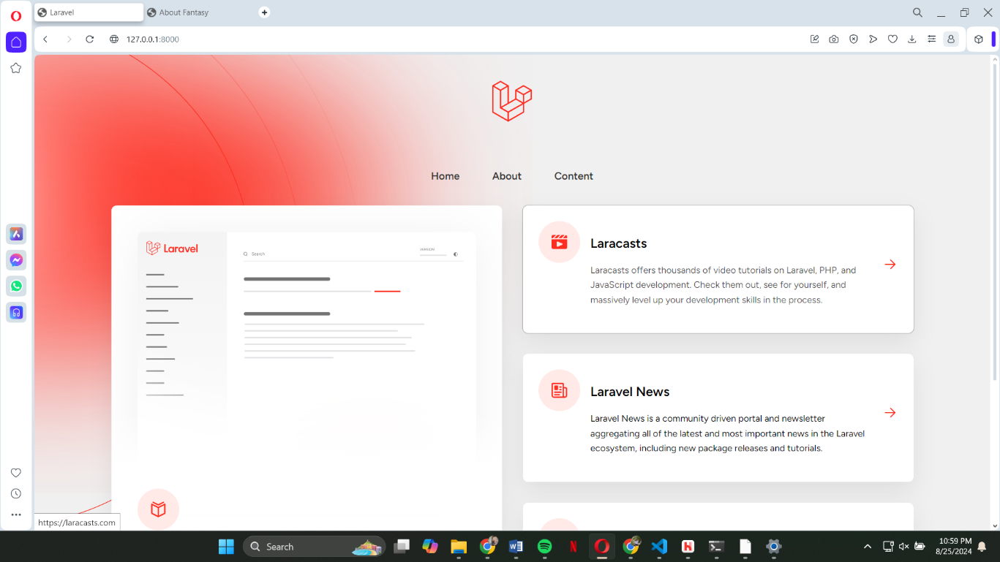 Laravel
About Fantasy
127.0.0.1:8000
Home About Content
Laravel
Search
VERSION
Laracasts
Laracasts offers thousands of video tutorials on Laravel, PHP, and
JavaScript development. Check them out, see for yourself, and
massively level up your development skills in the process.
Laravel News
Laravel News is a community driven portal and newsletter
aggregating all of the latest and most important news in the Laravel
ecosystem, including new package releases and tutorials.
https://laracasts.com
Search
10:59 PM
8/25/2024